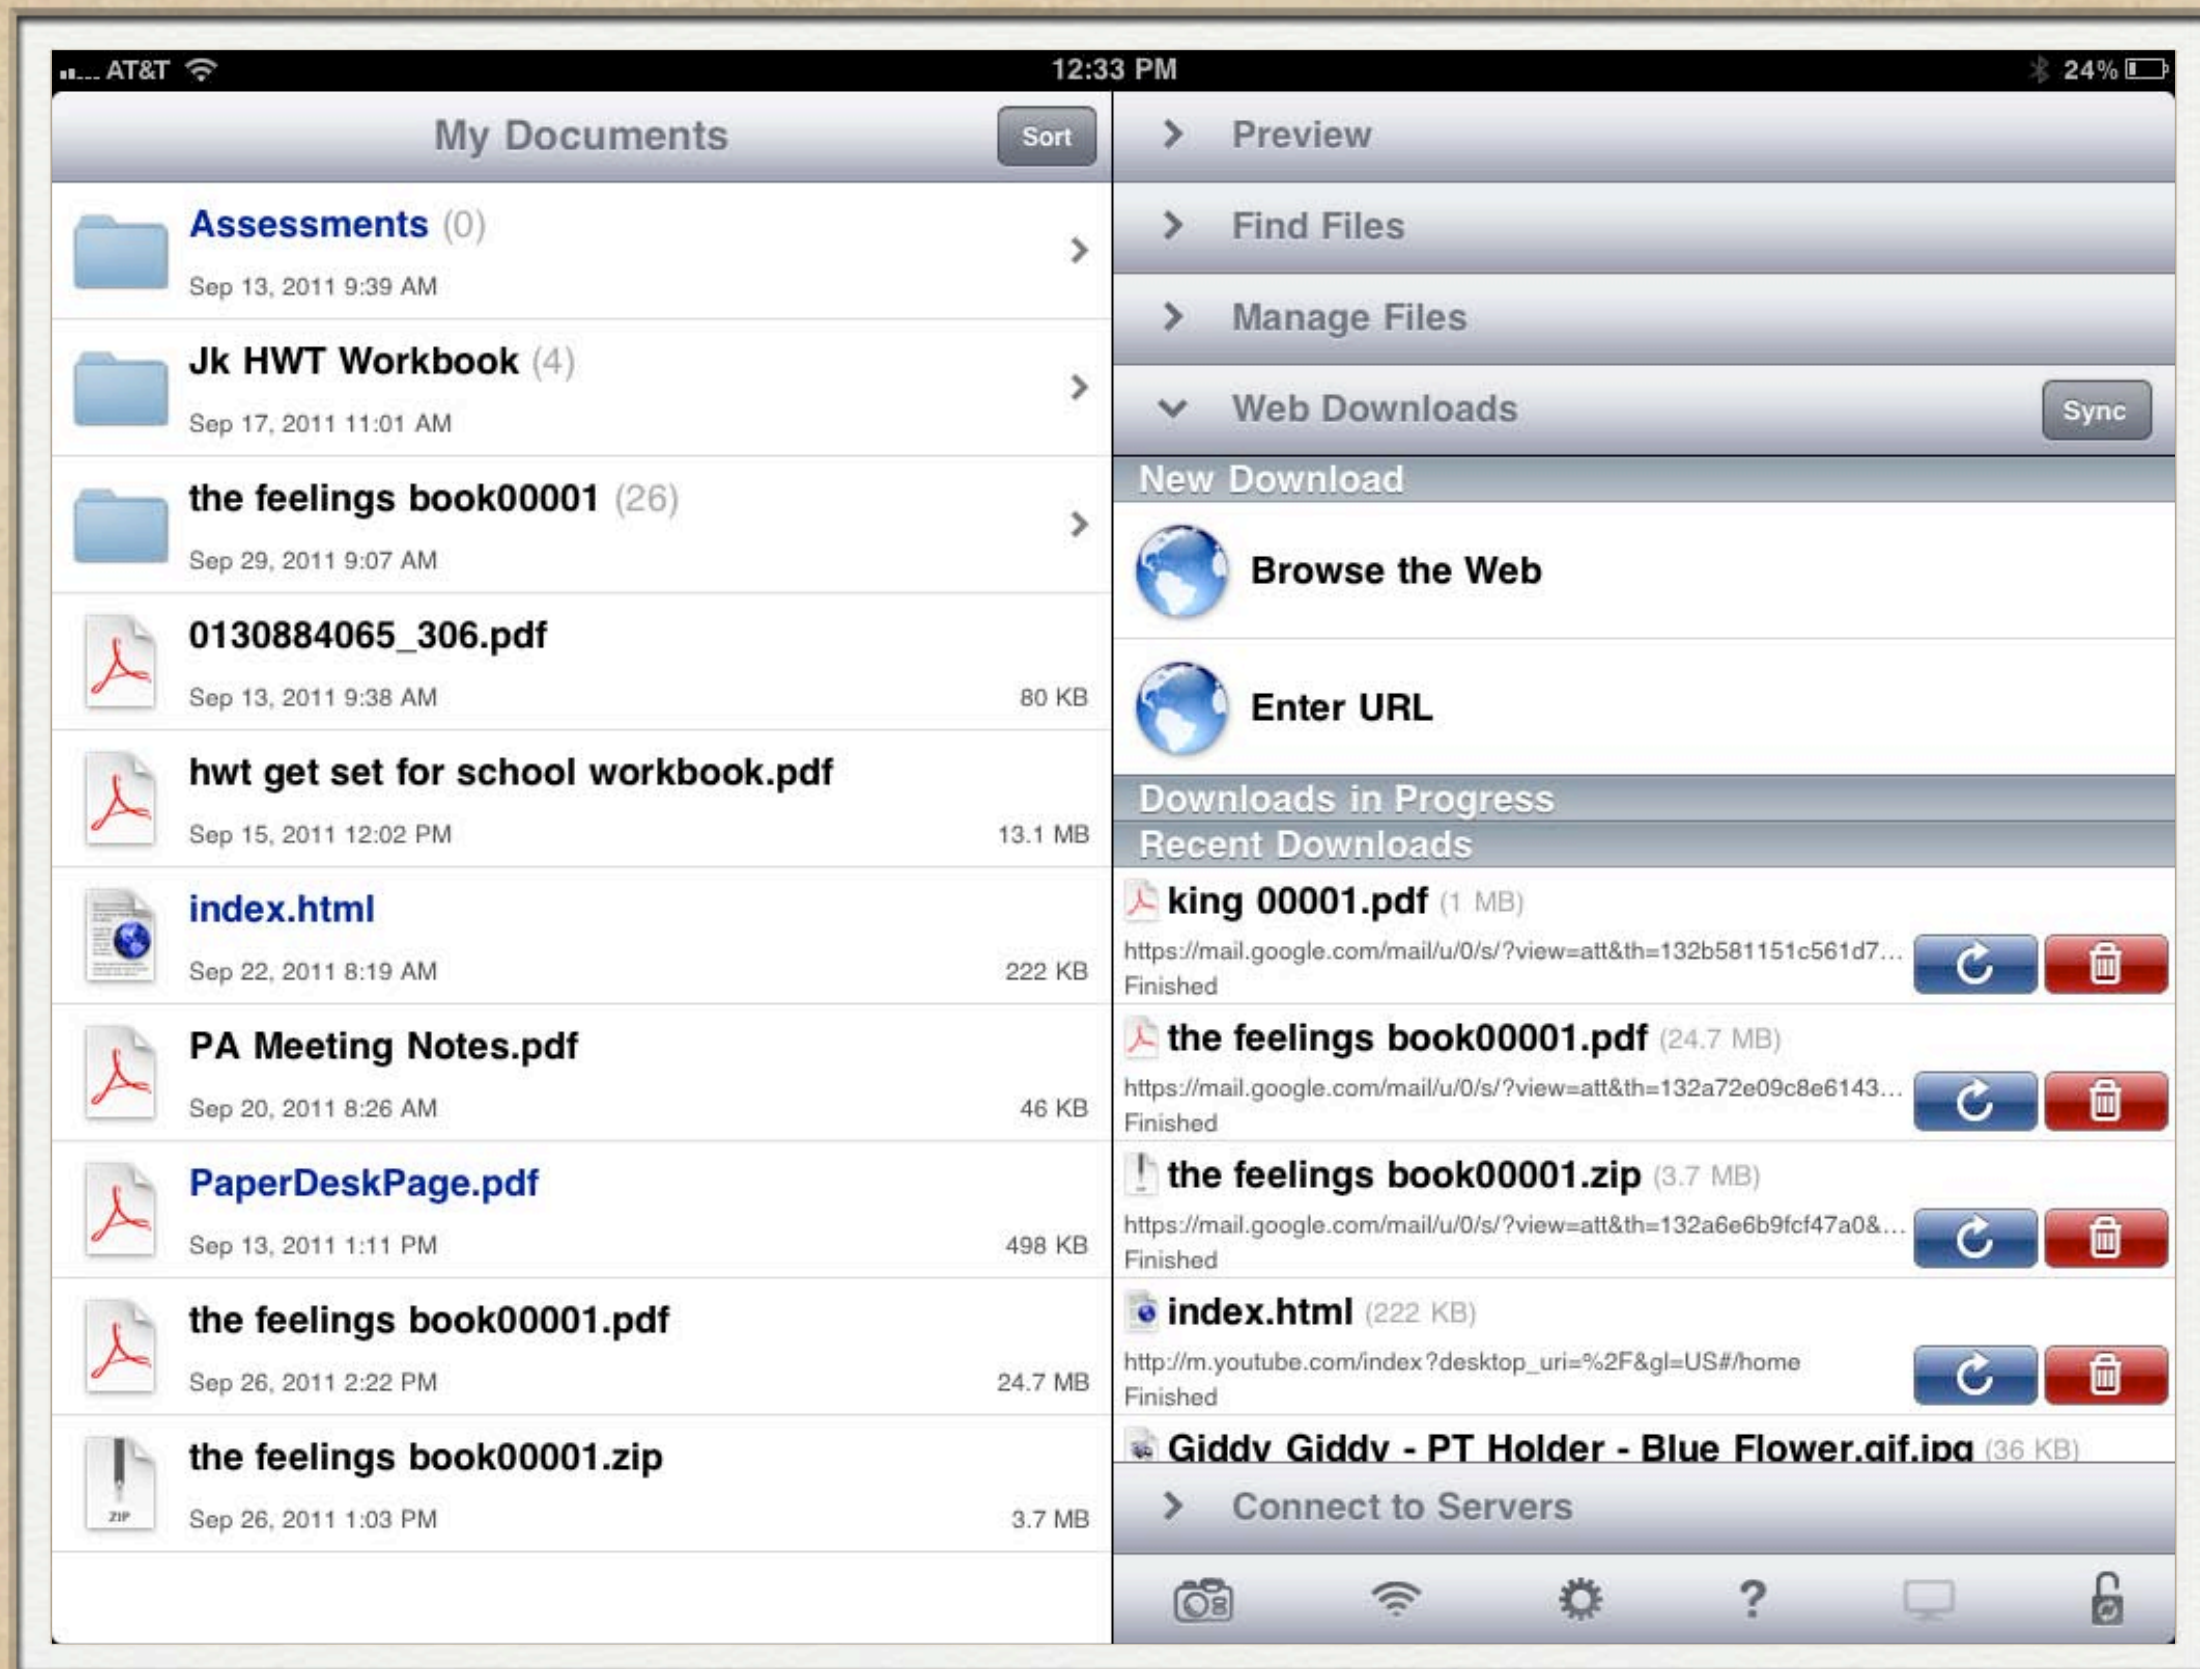 AT&T 12:33 PM 24%
My Documents Sort
Assessments (0)
Sep 13, 2011 9:39 AM
Jk HWT Workbook (4)
Sep 17, 2011 11:01 AM
the feelings book00001 (26)
Sep 29, 2011 9:07 AM
0130884065_306.pdf
Sep 13, 2011 9:38 AM 80 KB
hwt get set for school workbook.pdf
Sep 15, 2011 12:02 PM 13.1 MB
index.html
Sep 22, 2011 8:19 AM 222 KB
PA Meeting Notes.pdf
Sep 20, 2011 8:26 AM 46 KB
PaperDeskPage.pdf
Sep 13, 2011 1:11 PM 498 KB
the feelings book00001.pdf
Sep 26, 2011 2:22 PM 24.7 MB
the feelings book00001.zip
ZIP
Sep 26, 2011 1:03 PM 3.7 MB
Preview
Find Files
Manage Files
Web Downloads Sync
New Download
Browse the Web
Enter URL
Downloads in Progress
Recent Downloads
king 00001.pdf (1 MB)
https://mail.google.com/mail/u/0/s/?view=att&th=132b581151c561d7...
Finished
the feelings book00001.pdf (24.7 MB)
https://mail.google.com/mail/u/0/s/?view=att&th=132a72e09c8e6143...
Finished
the feelings book00001.zip (3.7 MB)
https://mail.google.com/mail/u/0/s/?view=att&th=132a6e6b9fcf47a0&...
Finished
index.html (222 KB)
http://m.youtube.com/index?desktop_uri=%2F&gl=US#/home
Finished
Giddy Giddy - PT Holder - Blue Flower.gif.jpg (36 KB)
Connect to Servers
?